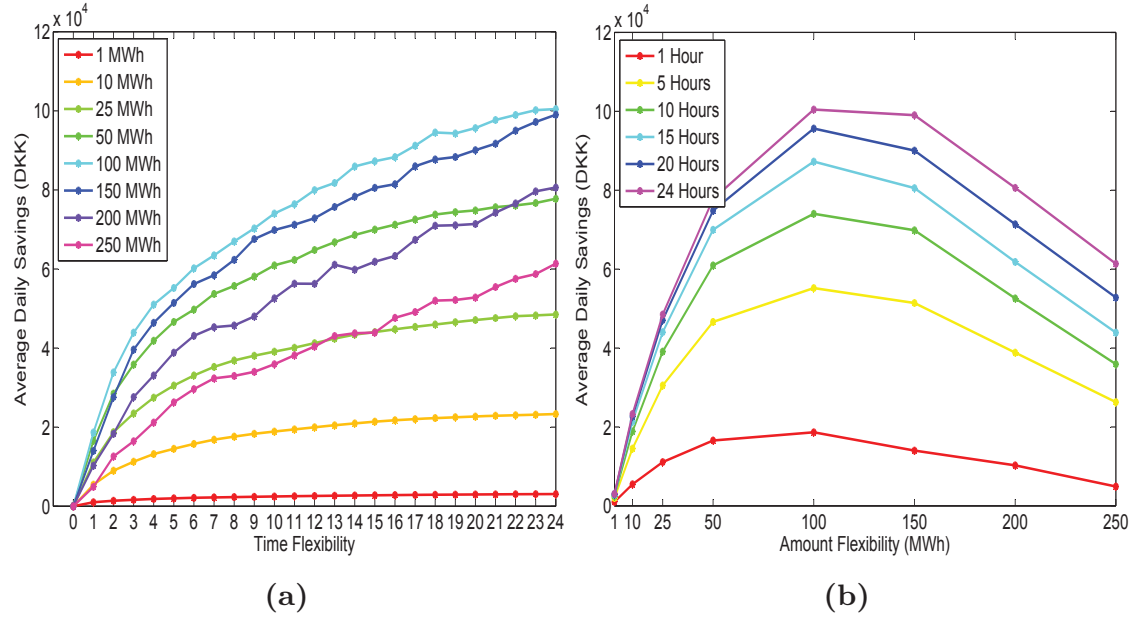 12 x 10^4
10
8
6
4
2
0
Average Daily Savings (DKK)
1 MWh
10 MWh
25 MWh
50 MWh
100 MWh
150 MWh
200 MWh
250 MWh
0 1 2 3 4 5 6 7 8 9 10 11 12 13 14 15 16 17 18 19 20 21 22 23 24
Time Flexibility
(a)
12 x 10^4
10
8
6
4
2
0
Average Daily Savings (DKK)
1 Hour
5 Hours
10 Hours
15 Hours
20 Hours
24 Hours
1 10 25 50 100 150 200 250
Amount Flexibility (MWh)
(b)